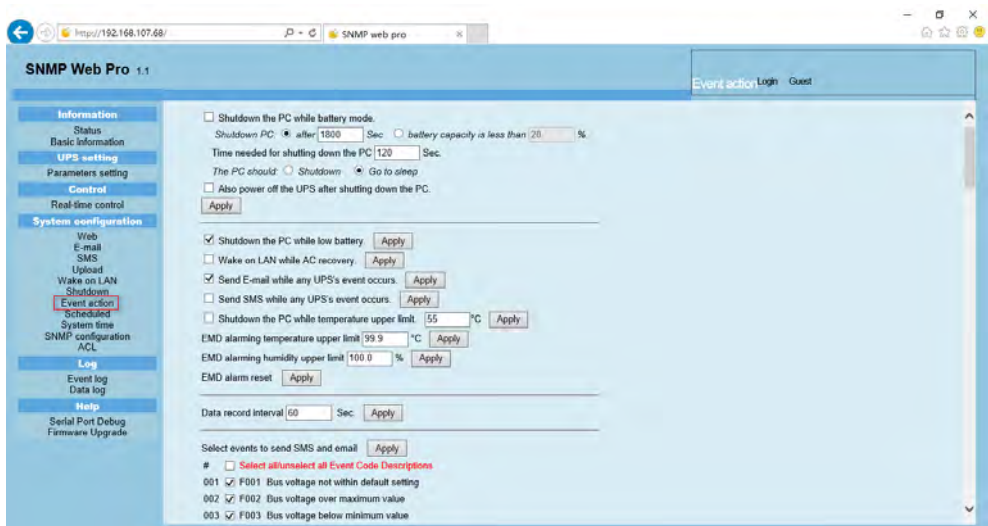 http://192.168.107.68/
SNMP web pro
SNMP Web Pro 1.1
Event action Login Guest
Information
Status
Basic Information
UPS setting
Parameters setting
Control
Real-time control
System configuration
Web
E-mail
SMS
Upload
Wake on LAN
Shutdown
Event action
Scheduled
System time
SNMP configuration
ACL
Log
Event log
Data log
Help
Serial Port Debug
Firmware Upgrade
Shutdown the PC while battery mode.
Shutdown PC: after 1800 Sec battery capacity is less than 20 %
Time needed for shutting down the PC 120 Sec.
The PC should: Shutdown Go to sleep
Also power off the UPS after shutting down the PC.
Apply
Shutdown the PC while low battery Apply
Wake on LAN while AC recovery. Apply
Send E-mail while any UPS's event occurs. Apply
Send SMS while any UPS's event occurs. Apply
Shutdown the PC while temperature upper limit. 55 °C Apply
EMD alarming temperature upper limit 99.9 °C Apply
EMD alarming humidity upper limit 100.0 % Apply
EMD alarm reset Apply
Data record interval 60 Sec Apply
Select events to send SMS and email Apply
# Select all/unselect all Event Code Descriptions
001 F001 Bus voltage not within default setting
002 F002 Bus voltage over maximum value
003 F003 Bus voltage below minimum value